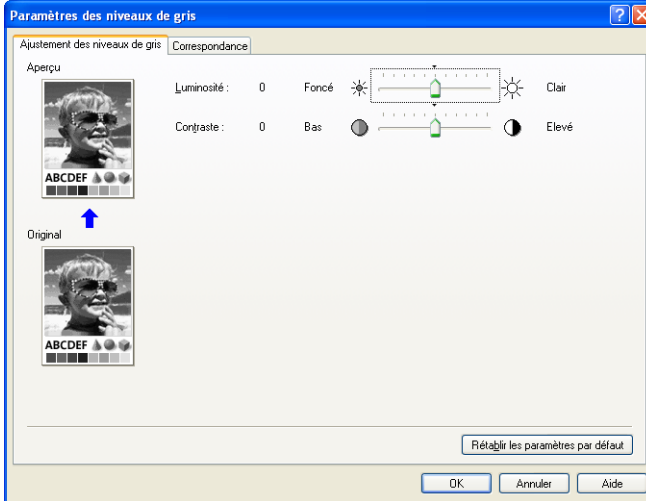 Paramètres des niveaux de gris
Ajustement des niveaux de gris Correspondance
Aperçu
Luminosité : 0 Foncé Clair
Contraste : 0 Bas Elevé
ABCDEF
Original
ABCDEF
Rétablir les paramètres par défaut
OK Annuler Aide